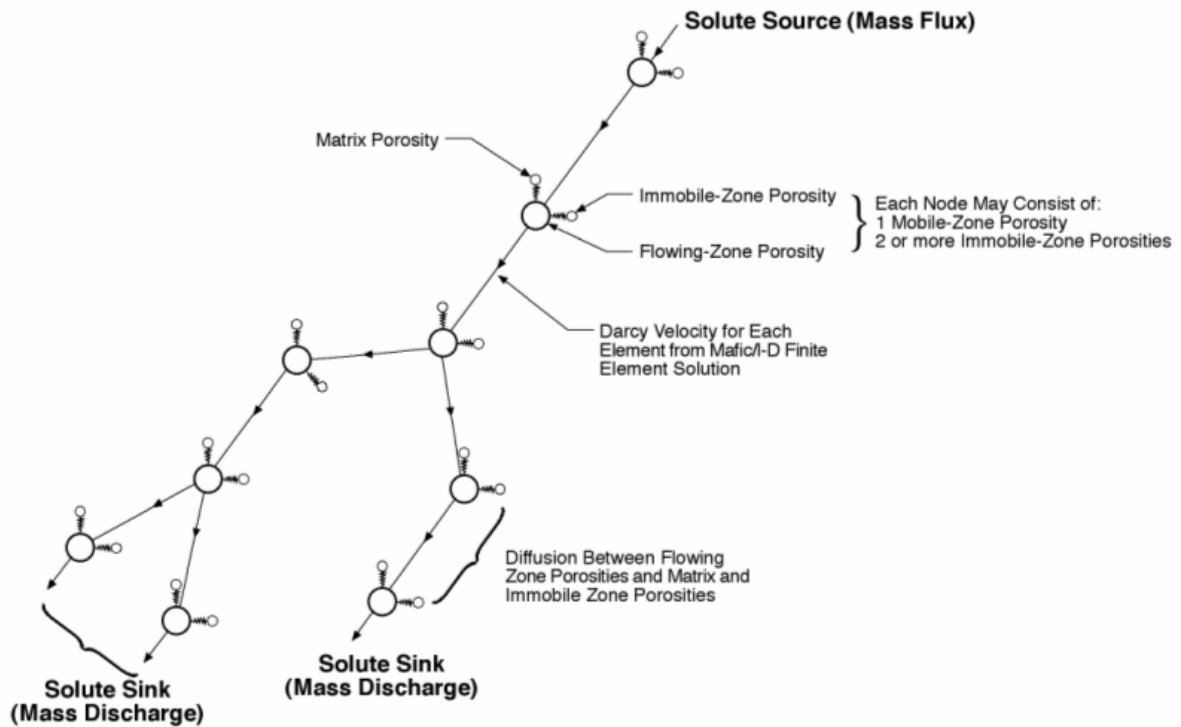 Solute Source (Mass Flux)
Matrix Porosity
Immobile-Zone Porosity
Flowing-Zone Porosity
Each Node May Consist of:
1 Mobile-Zone Porosity
2 or more Immobile-Zone Porosities
Darcy Velocity for Each
Element from Mafic/I-D Finite
Element Solution
Diffusion Between Flowing
Zone Porosities and Matrix and
Immobile Zone Porosities
Solute Sink
(Mass Discharge)
Solute Sink
(Mass Discharge)